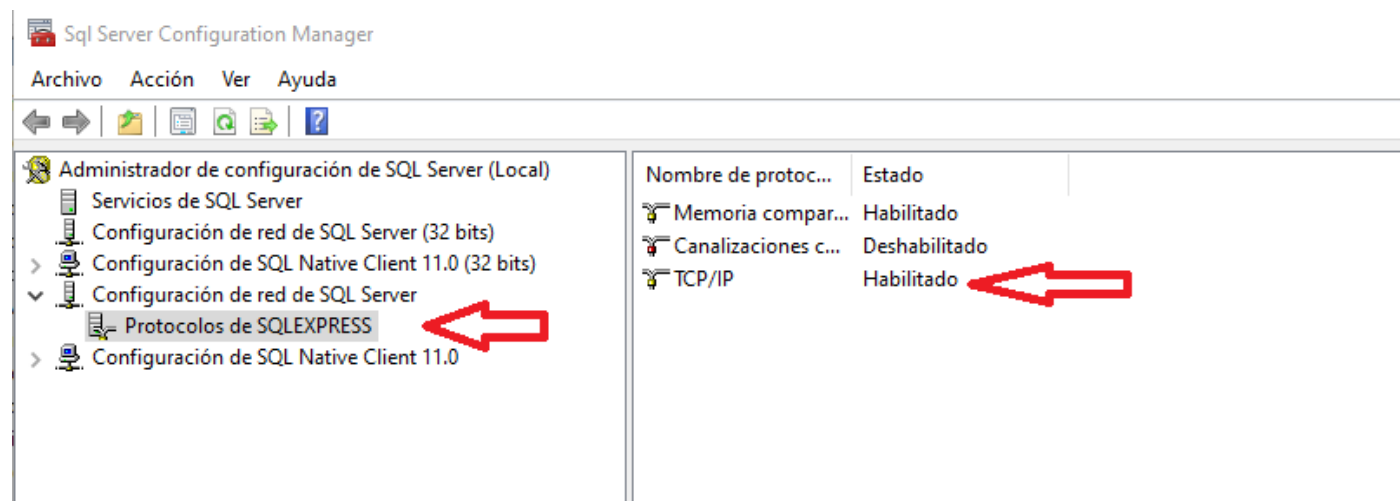 Sql Server Configuration Manager
Archivo Acción Ver Ayuda
Administrador de configuración de SQL Server (Local)
Servicios de SQL Server
Configuración de red de SQL Server (32 bits)
Configuración de SQL Native Client 11.0 (32 bits)
Configuración de red de SQL Server
Protocolos de SQLEXPRESS
Configuración de SQL Native Client 11.0
Nombre de protoc... Estado
Memoria compar... Habilitado
Canalizaciones c... Deshabilitado
TCP/IP Habilitado